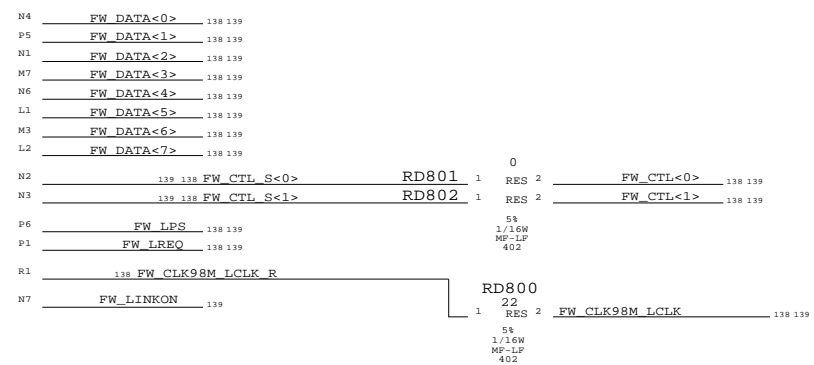 N4 FW_DATA<0> 138 139
P5 FW_DATA<1> 138 139
N1 FW_DATA<2> 138 139
M7 FW_DATA<3> 138 139
N6 FW_DATA<4> 138 139
L1 FW_DATA<5> 138 139
M3 FW_DATA<6> 138 139
L2 FW_DATA<7> 138 139
0
N2 139 138 FW_CTL_S<0> RD801 1 RES 2 FW_CTL<0> 138 139
N3 139 138 FW_CTL_S<1> RD802 1 RES 2 FW_CTL<1> 138 139
5%
1/16W
MF-LF
402
P6 FW_LPS 138 139
P1 FW_LREQ 138 139
R1 138 FW_CLK98M_LCLK_R
RD800
22
N7 FW_LINKON 139
1 RES 2 FW_CLK98M_LCLK 138 139
5%
1/16W
MF-LF
402